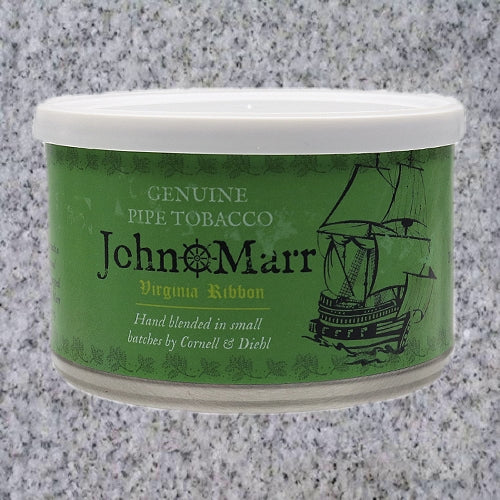 GENUINE
PIPE TOBACCO
John Marr
Virginia Ribbon
Hand blended in small
batches by Cornell & Diehl